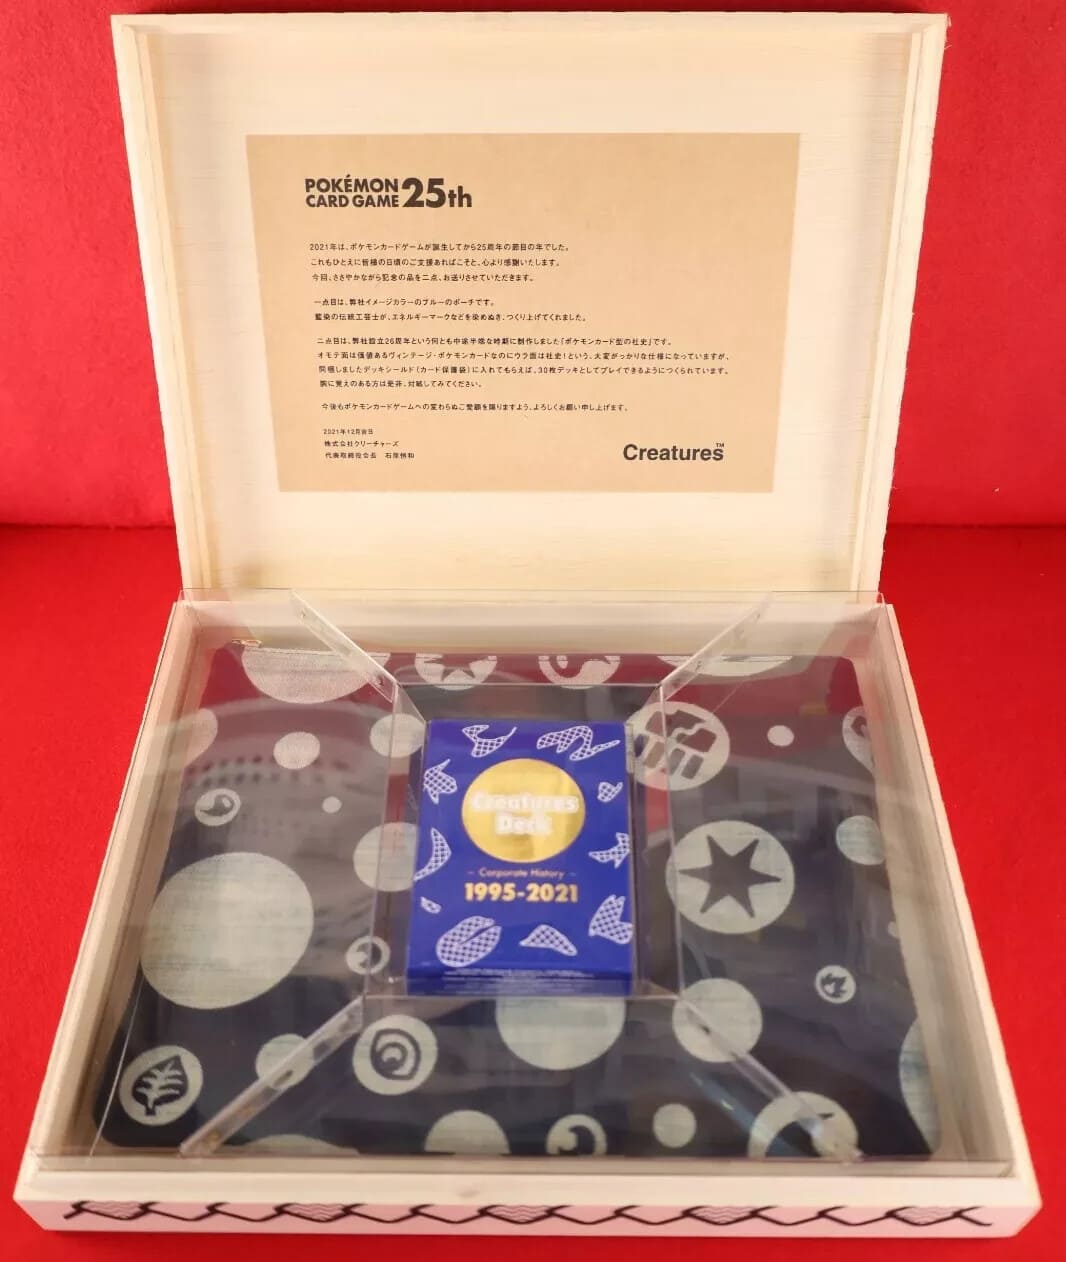 POKÉMON
CARD GAME 25th
2021年は、ポケモンカードゲームが誕生してから25周年の節目の年でした。
これもひとえに皆様の日頃のご支援あればこそと、心より感謝いたします。
今回、ささやかながら記念の品を二点、お送りさせていただきます。
一点目は、弊社イメージカラーのブルーのポーチです。
藍染の伝統工芸士が、エネルギーマークなどを染めぬき、つくり上げてくれました。
二点目は、弊社設立26周年という何とも中途半端な時期に制作しました「ポケモンカード型の社史」です。
オモテ面は価値あるヴィンテージ・ポケモンカードなのにウラ面は社史！という、大変がっかりな仕様になっていますが、
同梱しましたデッキシールド（カード保護袋）に入れてもらえば、30枚デッキとしてプレイできるようにつくられています。
腕に覚えのある方は是非、対戦してみてください。
今後もポケモンカードゲームへの変わらぬご愛顧を賜りますよう、よろしくお願い申し上げます。
2021年12月吉日
株式会社クリーチャーズ
代表取締役会長 石原恒和
Creatures™
Creatures
Deck
- Corporate History -
1995-2021